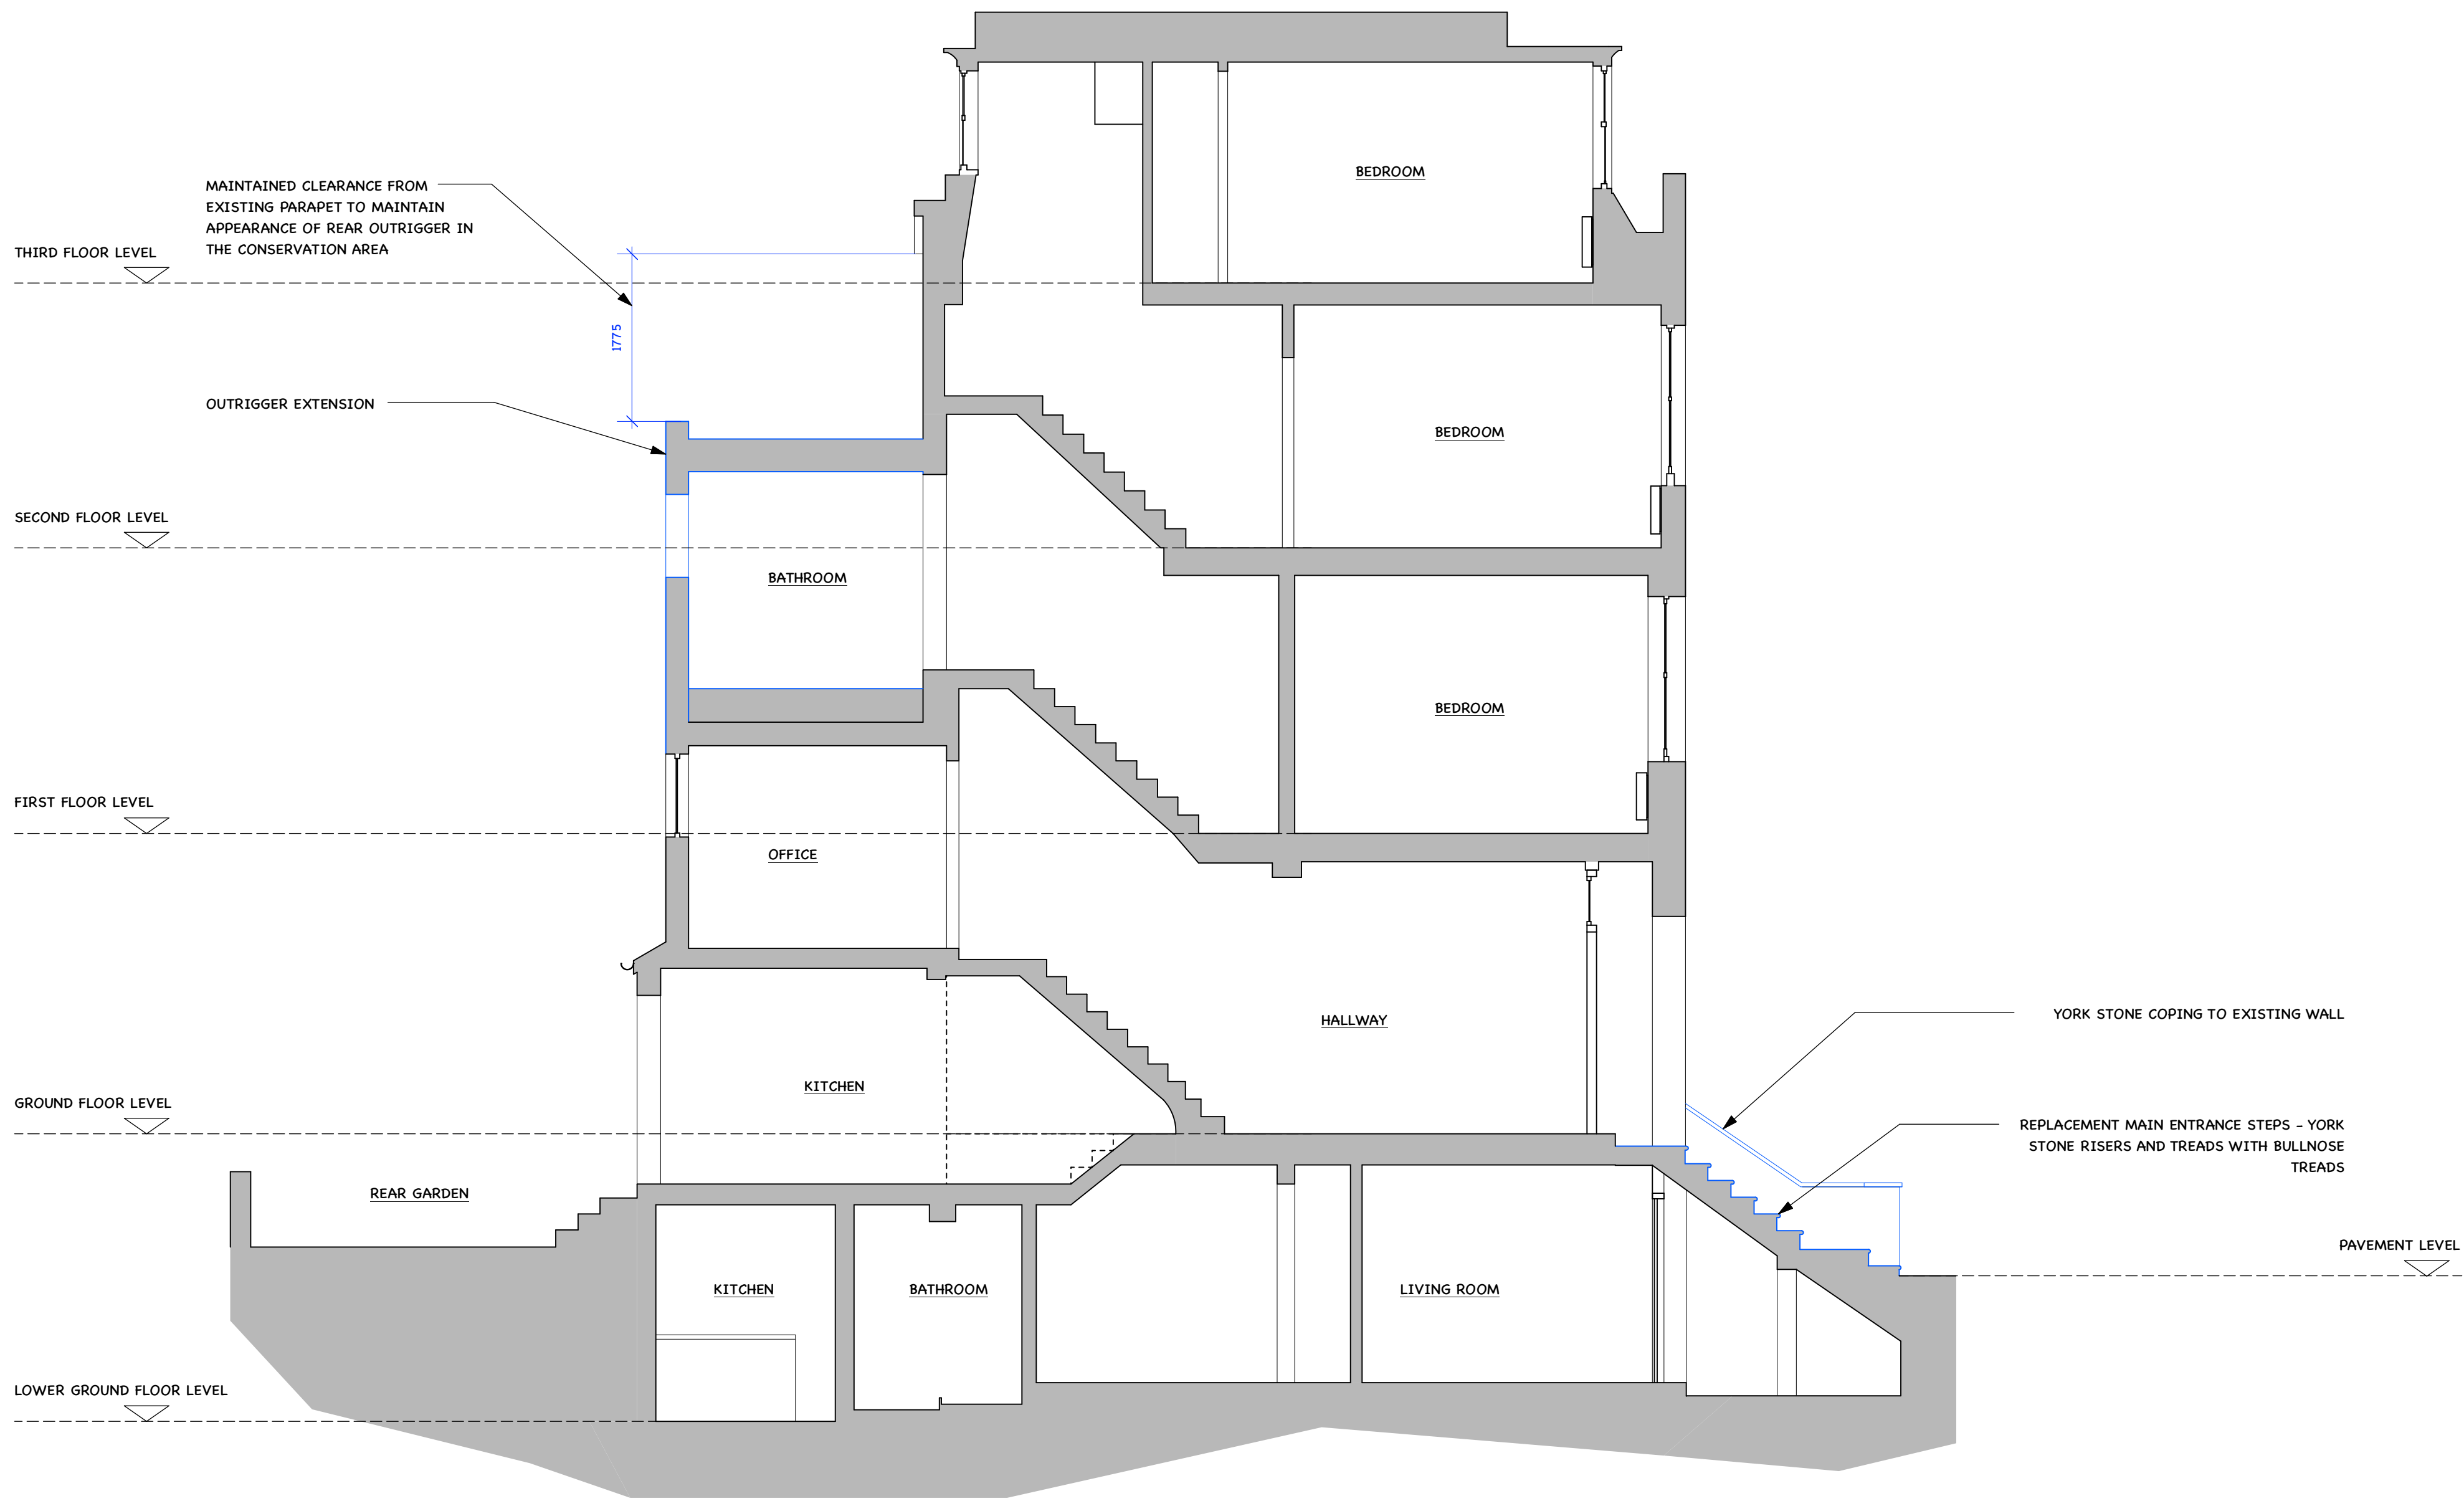 BEDROOM
MAINTAINED CLEARANCE FROM
EXISTING PARAPET TO MAINTAIN
APPEARANCE OF REAR OUTRIGGER IN
THE CONSERVATION AREA
THIRD FLOOR LEVEL
1775
OUTRIGGER EXTENSION
BEDROOM
SECOND FLOOR LEVEL
BATHROOM
BEDROOM
FIRST FLOOR LEVEL
OFFICE
HALLWAY
YORK STONE COPING TO EXISTING WALL
KITCHEN
GROUND FLOOR LEVEL
REPLACEMENT MAIN ENTRANCE STEPS - YORK
STONE RISERS AND TREADS WITH BULLNOSE
TREADS
REAR GARDEN
PAVEMENT LEVEL
KITCHEN
BATHROOM
LIVING ROOM
LOWER GROUND FLOOR LEVEL